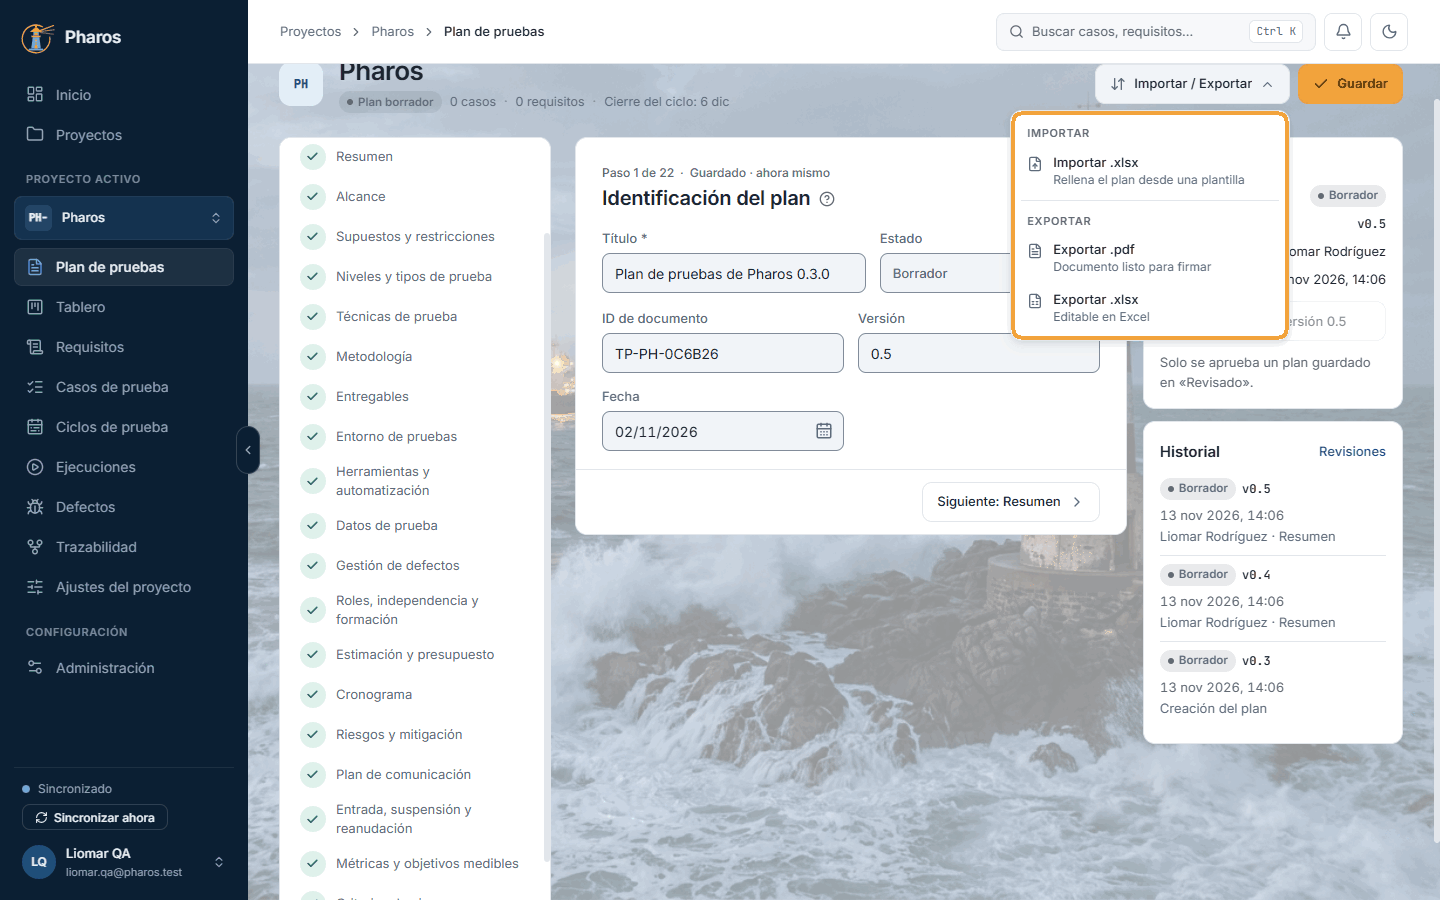 Pharos
Inicio
Proyectos
PROYECTO ACTIVO
PH-
Pharos
Plan de pruebas
Tablero
Requisitos
Casos de prueba
Ciclos de prueba
Ejecuciones
Defectos
Trazabilidad
Ajustes del proyecto
CONFIGURACIÓN
Administración
Sincronizado
Sincronizar ahora
LQ
Liomar QA
liomar.qa@pharos.test
Proyectos > Pharos > Plan de pruebas
Buscar casos, requisitos...
Ctrl K
PH
Pharos
Plan borrador
0 casos · 0 requisitos · Cierre del ciclo: 6 dic
Importar / Exportar
Guardar
IMPORTAR
Importar .xlsx
Rellena el plan desde una plantilla
EXPORTAR
Exportar .pdf
Documento listo para firmar
Exportar .xlsx
Editable en Excel
Resumen
Alcance
Supuestos y restricciones
Niveles y tipos de prueba
Técnicas de prueba
Metodología
Entregables
Entorno de pruebas
Herramientas y
automatización
Datos de prueba
Gestión de defectos
Roles, independencia y
formación
Estimación y presupuesto
Cronograma
Riesgos y mitigación
Plan de comunicación
Entrada, suspensión y
reanudación
Métricas y objetivos medibles
Paso 1 de 22 · Guardado · ahora mismo
Identificación del plan
Título *
Plan de pruebas de Pharos 0.3.0
Estado
Borrador
ID de documento
TP-PH-0C6B26
Versión
0.5
Fecha
02/11/2026
Siguiente: Resumen
Borrador
v0.5
omar Rodríguez
nov 2026, 14:06
ersión 0.5
Solo se aprueba un plan guardado
en «Revisado».
Historial
Revisiones
Borrador v0.5
13 nov 2026, 14:06
Liomar Rodríguez · Resumen
Borrador v0.4
13 nov 2026, 14:06
Liomar Rodríguez · Resumen
Borrador v0.3
13 nov 2026, 14:06
Creación del plan